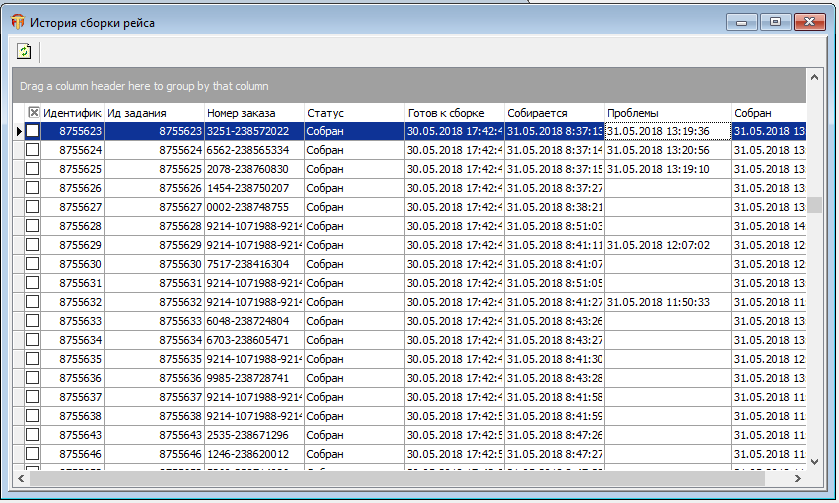 История сборки рейса
Drag a column header here to group by that column
Идентифик Ид задания Номер заказа Статус Готов к сборке Собирается Проблемы Собран
8755623 8755623 3251-238572022 Собран 30.05.2018 17:42:4 31.05.2018 8:37:13 31.05.2018 13:19:36 31.05.2018 13
8755624 8755624 6562-238565334 Собран 30.05.2018 17:42:4 31.05.2018 8:37:14 31.05.2018 13:20:56 31.05.2018 13
8755625 8755625 2078-238760830 Собран 30.05.2018 17:42:4 31.05.2018 8:37:15 31.05.2018 13:19:10 31.05.2018 13
8755626 8755626 1454-238750207 Собран 30.05.2018 17:42:4 31.05.2018 8:37:27 31.05.2018 13
8755627 8755627 0002-238748755 Собран 30.05.2018 17:42:4 31.05.2018 8:38:21 31.05.2018 13
8755628 8755628 9214-1071988-9214 Собран 30.05.2018 17:42:4 31.05.2018 8:51:03 31.05.2018 14
8755629 8755629 9214-1071988-9214 Собран 30.05.2018 17:42:4 31.05.2018 8:41:11 31.05.2018 12:07:02 31.05.2018 12
8755630 8755630 7517-238416304 Собран 30.05.2018 17:42:4 31.05.2018 8:41:07 31.05.2018 12
8755631 8755631 9214-1071988-9214 Собран 30.05.2018 17:42:4 31.05.2018 8:51:05 31.05.2018 13
8755632 8755632 9214-1071988-9214 Собран 30.05.2018 17:42:4 31.05.2018 8:41:27 31.05.2018 11:50:33 31.05.2018 11
8755633 8755633 6048-238724804 Собран 30.05.2018 17:42:4 31.05.2018 8:43:26 31.05.2018 13
8755634 8755634 6703-238605471 Собран 30.05.2018 17:42:4 31.05.2018 8:43:27 31.05.2018 13
8755635 8755635 9214-1071988-9214 Собран 30.05.2018 17:42:4 31.05.2018 8:41:30 31.05.2018 12
8755636 8755636 9985-238728741 Собран 30.05.2018 17:42:4 31.05.2018 8:43:28 31.05.2018 13
8755637 8755637 9214-1071988-9214 Собран 30.05.2018 17:42:4 31.05.2018 8:41:58 31.05.2018 11
8755638 8755638 9214-1071988-9214 Собран 30.05.2018 17:42:5 31.05.2018 8:41:59 31.05.2018 11
8755643 8755643 2535-238671296 Собран 30.05.2018 17:42:5 31.05.2018 8:47:26 31.05.2018 11
8755646 8755646 1246-238620012 Собран 30.05.2018 17:42:5 31.05.2018 8:47:27 31.05.2018 11